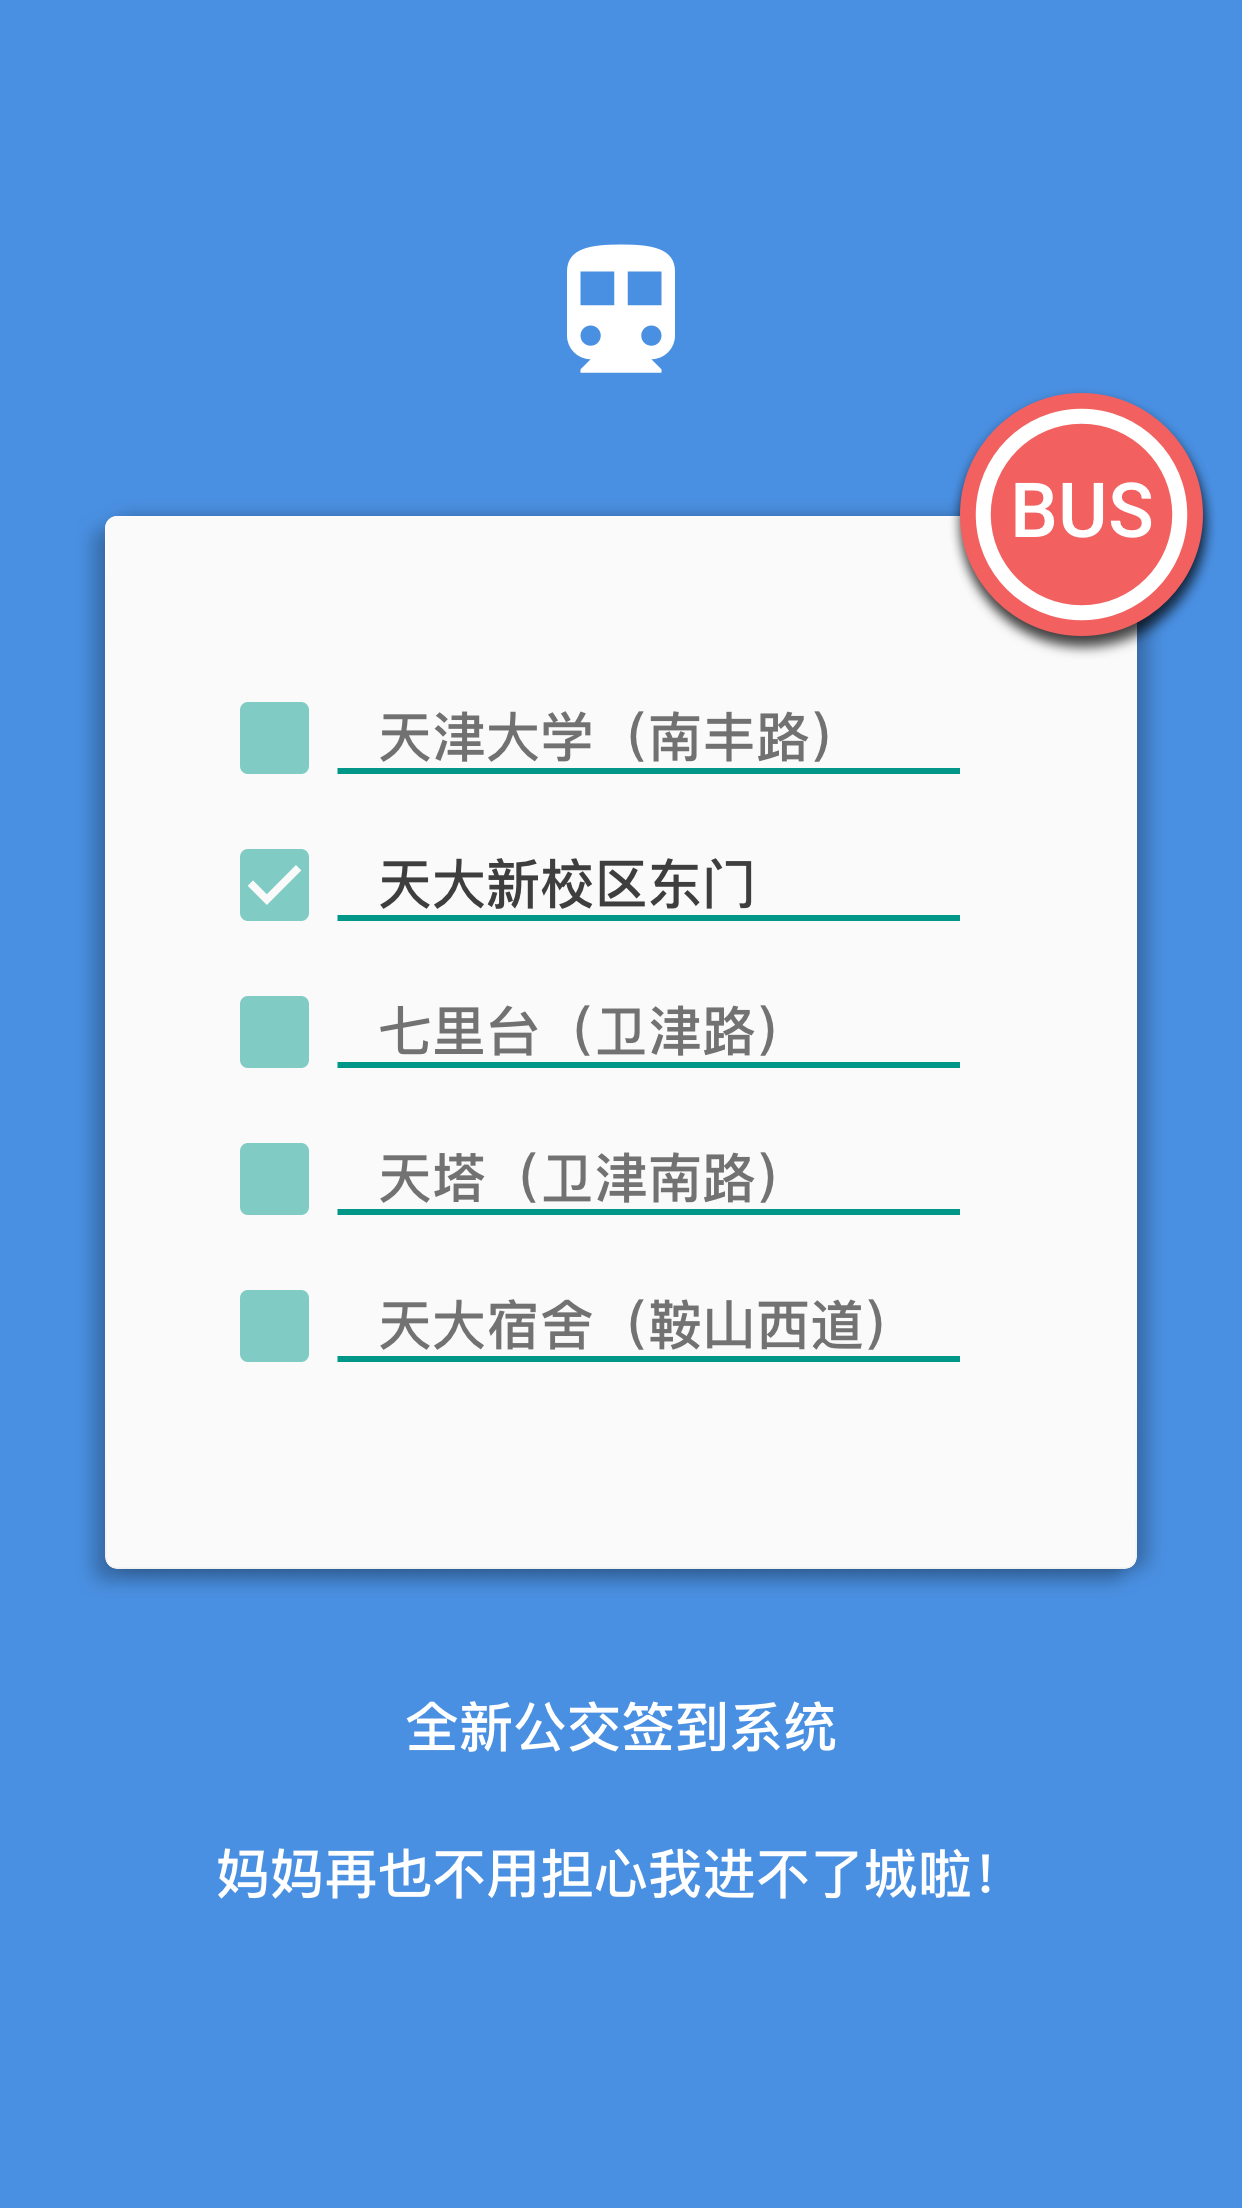 BUS
天津大学（南丰路）
天大新校区东门
七里台（卫津路）
天塔（卫津南路）
天大宿舍（鞍山西道）
全新公交签到系统
妈妈再也不用担心我进不了城啦！